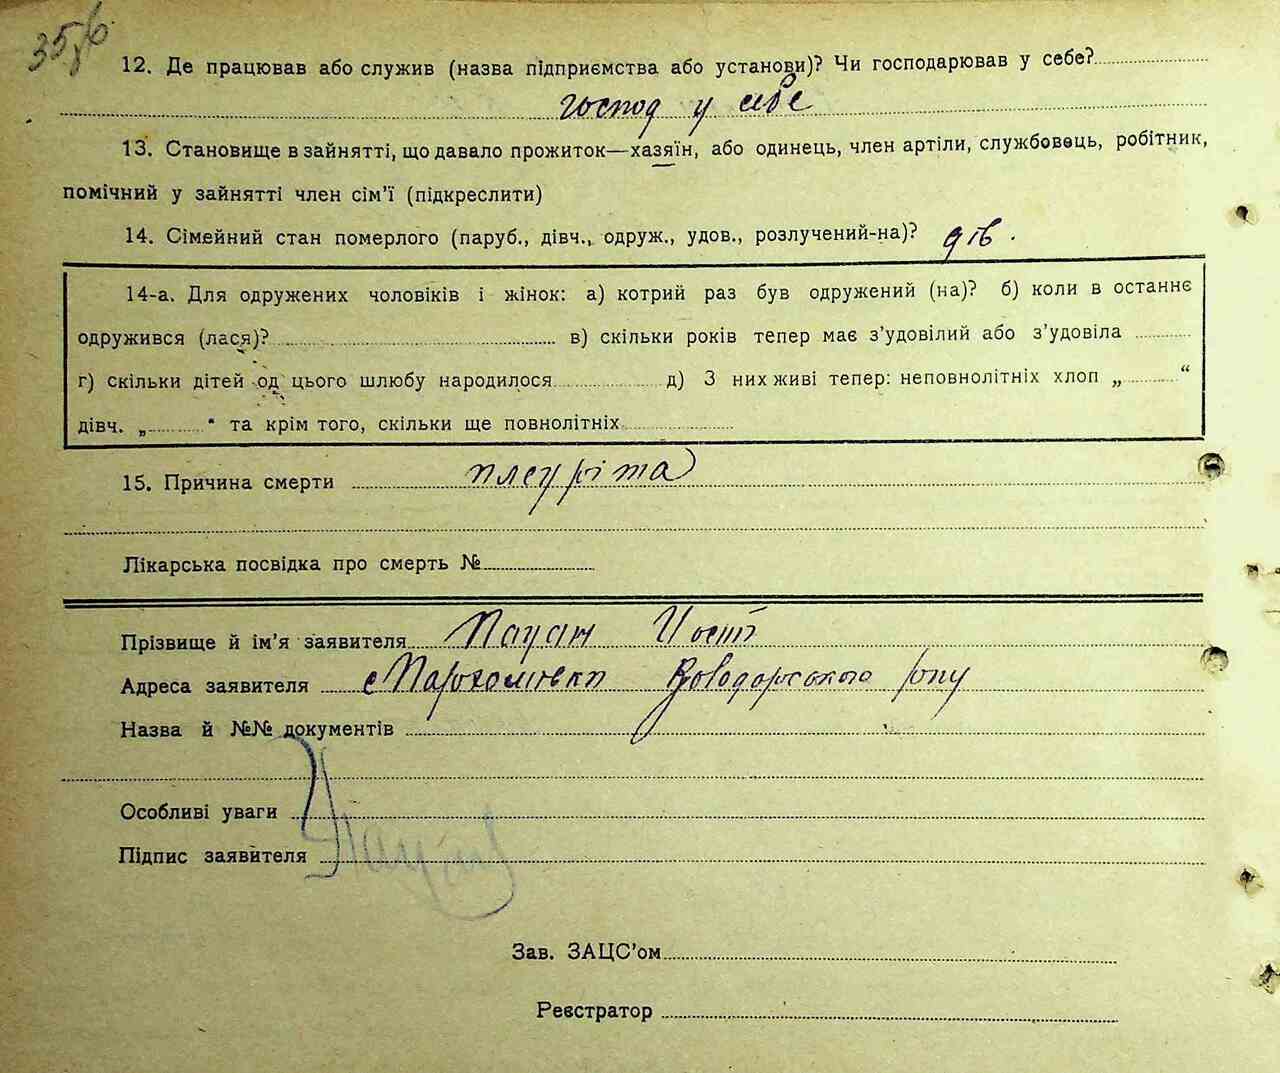 12. Де працював або служив (назва підприємства або установи)? Чи господарював у себе?
господ у себе
13. Становище в зайнятті, що давало прожиток—хазяїн, або одинець, член артіли, службовець, робітник,
помічний у зайнятті член сім’ї (підкреслити)
14. Сімейний стан померлого (паруб., дівч., одруж., удов., розлучений-на)? дів.
14-а. Для одружених чоловіків і жінок: а) котрий раз був одружений (на)? б) коли в останнє
одружився (лася)? в) скільки років тепер має з’удовілий або з’удовіла
г) скільки дітей од цього шлюбу народилося д) З них живі тепер: неповнолітніх хлоп „ “
дівч. „ “ та крім того, скільки ще повнолітніх
15. Причина смерти плеуріта
Лікарська посвідка про смерть №
Прізвище й ім’я заявителя
Адреса заявителя с Пархомівка Володарського рну
Назва й №№ документів
Особливі уваги
Підпис заявителя
Зав. ЗАЦС’ом
Реєстратор